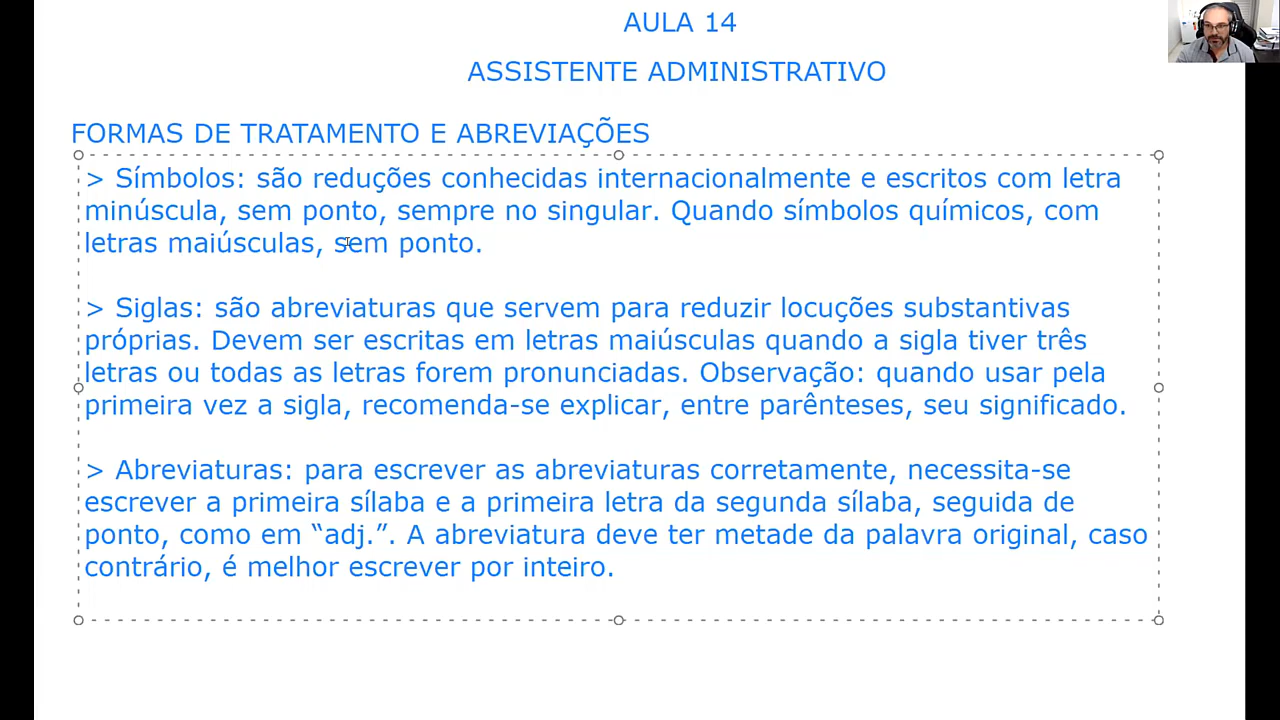 AULA 14
ASSISTENTE ADMINISTRATIVO
FORMAS DE TRATAMENTO E ABREVIAÇÕES
> Símbolos: são reduções conhecidas internacionalmente e escritos com letra
minúscula, sem ponto, sempre no singular. Quando símbolos químicos, com
letras maiúsculas, sem ponto.
> Siglas: são abreviaturas que servem para reduzir locuções substantivas
próprias. Devem ser escritas em letras maiúsculas quando a sigla tiver três
letras ou todas as letras forem pronunciadas. Observação: quando usar pela
primeira vez a sigla, recomenda-se explicar, entre parênteses, seu significado.
> Abreviaturas: para escrever as abreviaturas corretamente, necessita-se
escrever a primeira sílaba e a primeira letra da segunda sílaba, seguida de
ponto, como em “adj.”. A abreviatura deve ter metade da palavra original, caso
contrário, é melhor escrever por inteiro.